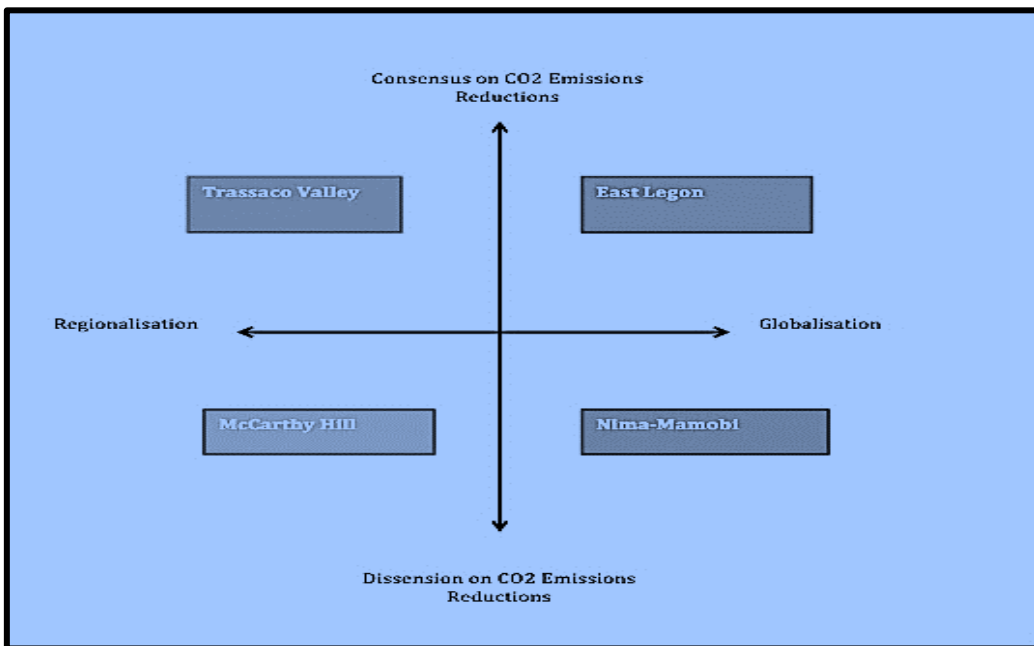 Consensus on CO2 Emissions
Reductions
Trassaco Valley
East Legon
Regionalisation
Globalisation
McCarthy Hill
Nima-Mamobi
Dissension on CO2 Emissions
Reductions